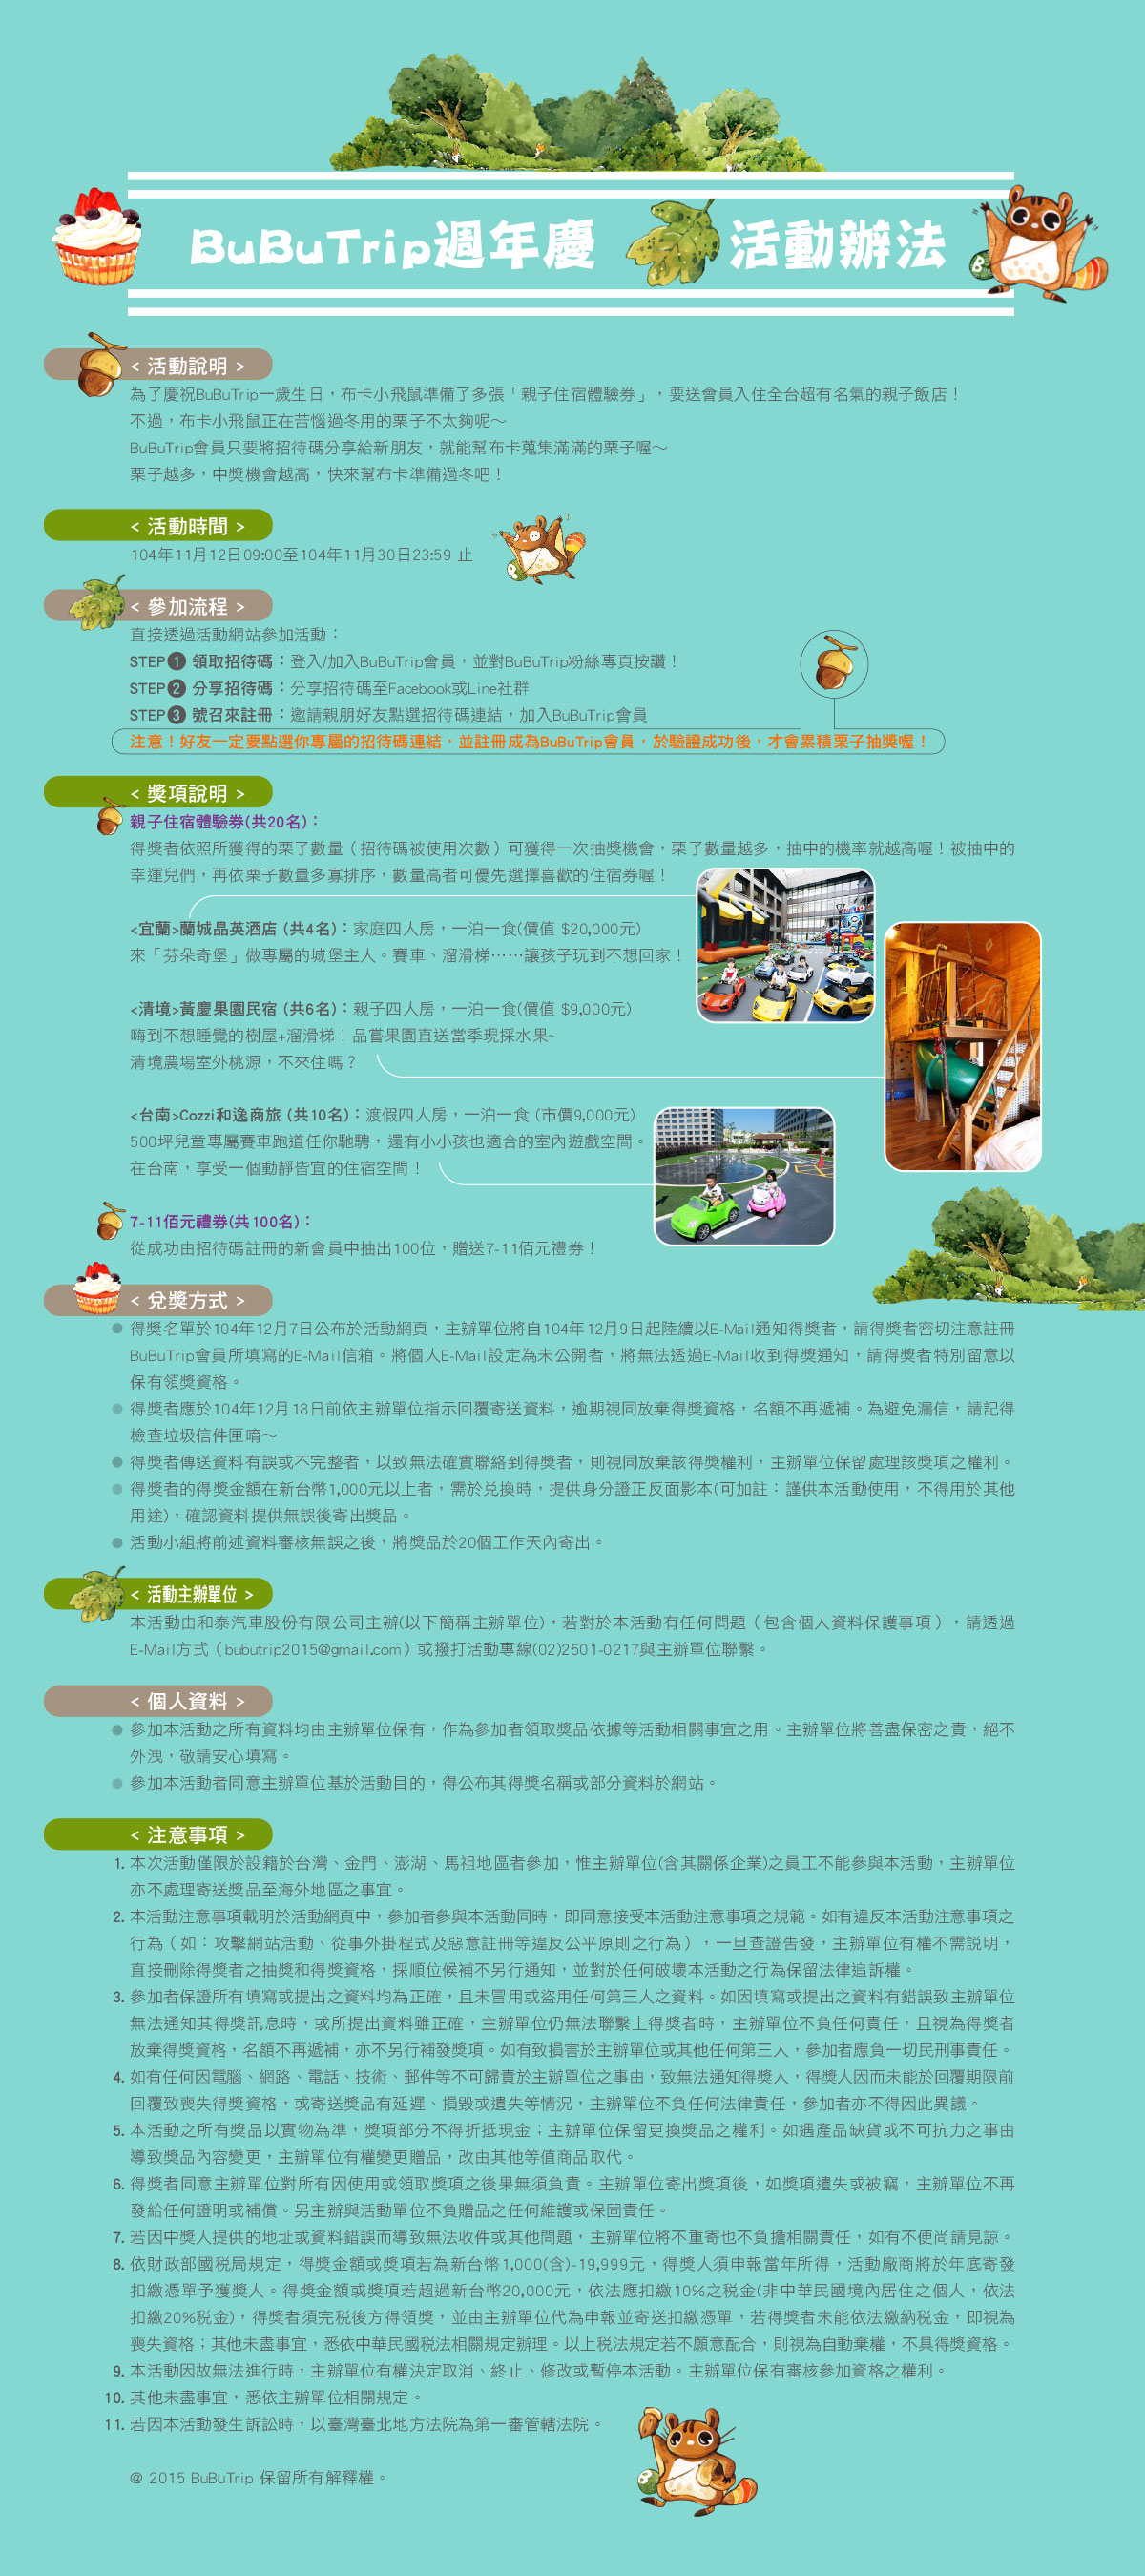 BuBuTrip週年慶 活動辦法
< 活動說明 >
為了慶祝BuBuTrip一歲生日，布卡小飛鼠準備了多張「親子住宿體驗券」，要送會員入住全台超有名氣的親子飯店！
不過，布卡小飛鼠正在苦惱過冬用的栗子不太夠呢～
BuBuTrip會員只要將招待碼分享給新朋友，就能幫布卡蒐集滿滿的栗子喔～
栗子越多，中獎機會越高，快來幫布卡準備過冬吧！
< 活動時間 >
104年11月12日09:00至104年11月30日23:59 止
< 參加流程 >
直接透過活動網站參加活動：
STEP❶ 領取招待碼：登入/加入BuBuTrip會員，並對BuBuTrip粉絲專頁按讚！
STEP❷ 分享招待碼：分享招待碼至Facebook或Line社群
STEP❸ 號召來註冊：邀請親朋好友點選招待碼連結，加入BuBuTrip會員
注意！好友一定要點選你專屬的招待碼連結，並註冊成為BuBuTrip會員，於驗證成功後，才會累積栗子抽獎喔！
< 獎項說明 >
親子住宿體驗券(共20名)：
得獎者依照所獲得的栗子數量（招待碼被使用次數）可獲得一次抽獎機會，栗子數量越多，抽中的機率就越高喔！被抽中的
幸運兒們，再依栗子數量多寡排序，數量高者可優先選擇喜歡的住宿券喔！
<宜蘭>蘭城晶英酒店 (共4名)：家庭四人房，一泊一食(價值 $20,000元)
來「芬朵奇堡」做專屬的城堡主人。賽車、溜滑梯⋯⋯讓孩子玩到不想回家！
<清境>黃慶果園民宿 (共6名)：親子四人房，一泊一食(價值 $9,000元)
嗨到不想睡覺的樹屋+溜滑梯！品嘗果園直送當季現採水果~
清境農場室外桃源，不來住嗎？
<台南>Cozzi和逸商旅 (共10名)：渡假四人房，一泊一食 (市價9,000元)
500坪兒童專屬賽車跑道任你馳騁，還有小小孩也適合的室內遊戲空間。
在台南，享受一個動靜皆宜的住宿空間！
7-11佰元禮券(共100名)：
從成功由招待碼註冊的新會員中抽出100位，贈送7-11佰元禮券！
< 兌獎方式 >
● 得獎名單於104年12月7日公布於活動網頁，主辦單位將自104年12月9日起陸續以E-Mail通知得獎者，請得獎者密切注意註冊
BuBuTrip會員所填寫的E-Mail信箱。將個人E-Mail設定為未公開者，將無法透過E-Mail收到得獎通知，請得獎者特別留意以
保有領獎資格。
● 得獎者應於104年12月18日前依主辦單位指示回覆寄送資料，逾期視同放棄得獎資格，名額不再遞補。為避免漏信，請記得
檢查垃圾信件匣唷～
● 得獎者傳送資料有誤或不完整者，以致無法確實聯絡到得獎者，則視同放棄該得獎權利，主辦單位保留處理該獎項之權利。
● 得獎者的得獎金額在新台幣1,000元以上者，需於兌換時，提供身分證正反面影本(可加註：謹供本活動使用，不得用於其他
用途)，確認資料提供無誤後寄出獎品。
● 活動小組將前述資料審核無誤之後，將獎品於20個工作天內寄出。
< 活動主辦單位 >
本活動由和泰汽車股份有限公司主辦(以下簡稱主辦單位)，若對於本活動有任何問題（包含個人資料保護事項），請透過
E-Mail方式（bubutrip2015@gmail.com）或撥打活動專線(02)2501-0217與主辦單位聯繫。
< 個人資料 >
● 參加本活動之所有資料均由主辦單位保有，作為參加者領取獎品依據等活動相關事宜之用。主辦單位將善盡保密之責，絕不
外洩，敬請安心填寫。
● 參加本活動者同意主辦單位基於活動目的，得公布其得獎名稱或部分資料於網站。
< 注意事項 >
1. 本次活動僅限於設籍於台灣、金門、澎湖、馬祖地區者參加，惟主辦單位(含其關係企業)之員工不能參與本活動，主辦單位
亦不處理寄送獎品至海外地區之事宜。
2. 本活動注意事項載明於活動網頁中，參加者參與本活動同時，即同意接受本活動注意事項之規範。如有違反本活動注意事項之
行為（如：攻擊網站活動、從事外掛程式及惡意註冊等違反公平原則之行為），一旦查證告發，主辦單位有權不需說明，
直接刪除得獎者之抽獎和得獎資格，採順位候補不另行通知，並對於任何破壞本活動之行為保留法律追訴權。
3. 參加者保證所有填寫或提出之資料均為正確，且未冒用或盜用任何第三人之資料。如因填寫或提出之資料有錯誤致主辦單位
無法通知其得獎訊息時，或所提出資料雖正確，主辦單位仍無法聯繫上得獎者時，主辦單位不負任何責任，且視為得獎者
放棄得獎資格，名額不再遞補，亦不另行補發獎項。如有致損害於主辦單位或其他任何第三人，參加者應負一切民刑事責任。
4. 如有任何因電腦、網路、電話、技術、郵件等不可歸責於主辦單位之事由，致無法通知得獎人，得獎人因而未能於回覆期限前
回覆致喪失得獎資格，或寄送獎品有延遲、損毀或遺失等情況，主辦單位不負任何法律責任，參加者亦不得因此異議。
5. 本活動之所有獎品以實物為準，獎項部分不得折抵現金；主辦單位保留更換獎品之權利。如遇產品缺貨或不可抗力之事由
導致獎品內容變更，主辦單位有權變更贈品，改由其他等值商品取代。
6. 得獎者同意主辦單位對所有因使用或領取獎項之後果無須負責。主辦單位寄出獎項後，如獎項遺失或被竊，主辦單位不再
發給任何證明或補償。另主辦與活動單位不負贈品之任何維護或保固責任。
7. 若因中獎人提供的地址或資料錯誤而導致無法收件或其他問題，主辦單位將不重寄也不負擔相關責任，如有不便尚請見諒。
8. 依財政部國稅局規定，得獎金額或獎項若為新台幣1,000(含)-19,999元，得獎人須申報當年所得，活動廠商將於年底寄發
扣繳憑單予獲獎人。得獎金額或獎項若超過新台幣20,000元，依法應扣繳10%之稅金(非中華民國境內居住之個人，依法
扣繳20%稅金)，得獎者須完稅後方得領獎，並由主辦單位代為申報並寄送扣繳憑單，若得獎者未能依法繳納稅金，即視為
喪失資格；其他未盡事宜，悉依中華民國稅法相關規定辦理。以上稅法規定若不願意配合，則視為自動棄權，不具得獎資格。
9. 本活動因故無法進行時，主辦單位有權決定取消、終止、修改或暫停本活動。主辦單位保有審核參加資格之權利。
10. 其他未盡事宜，悉依主辦單位相關規定。
11. 若因本活動發生訴訟時，以臺灣臺北地方法院為第一審管轄法院。
@ 2015 BuBuTrip 保留所有解釋權。